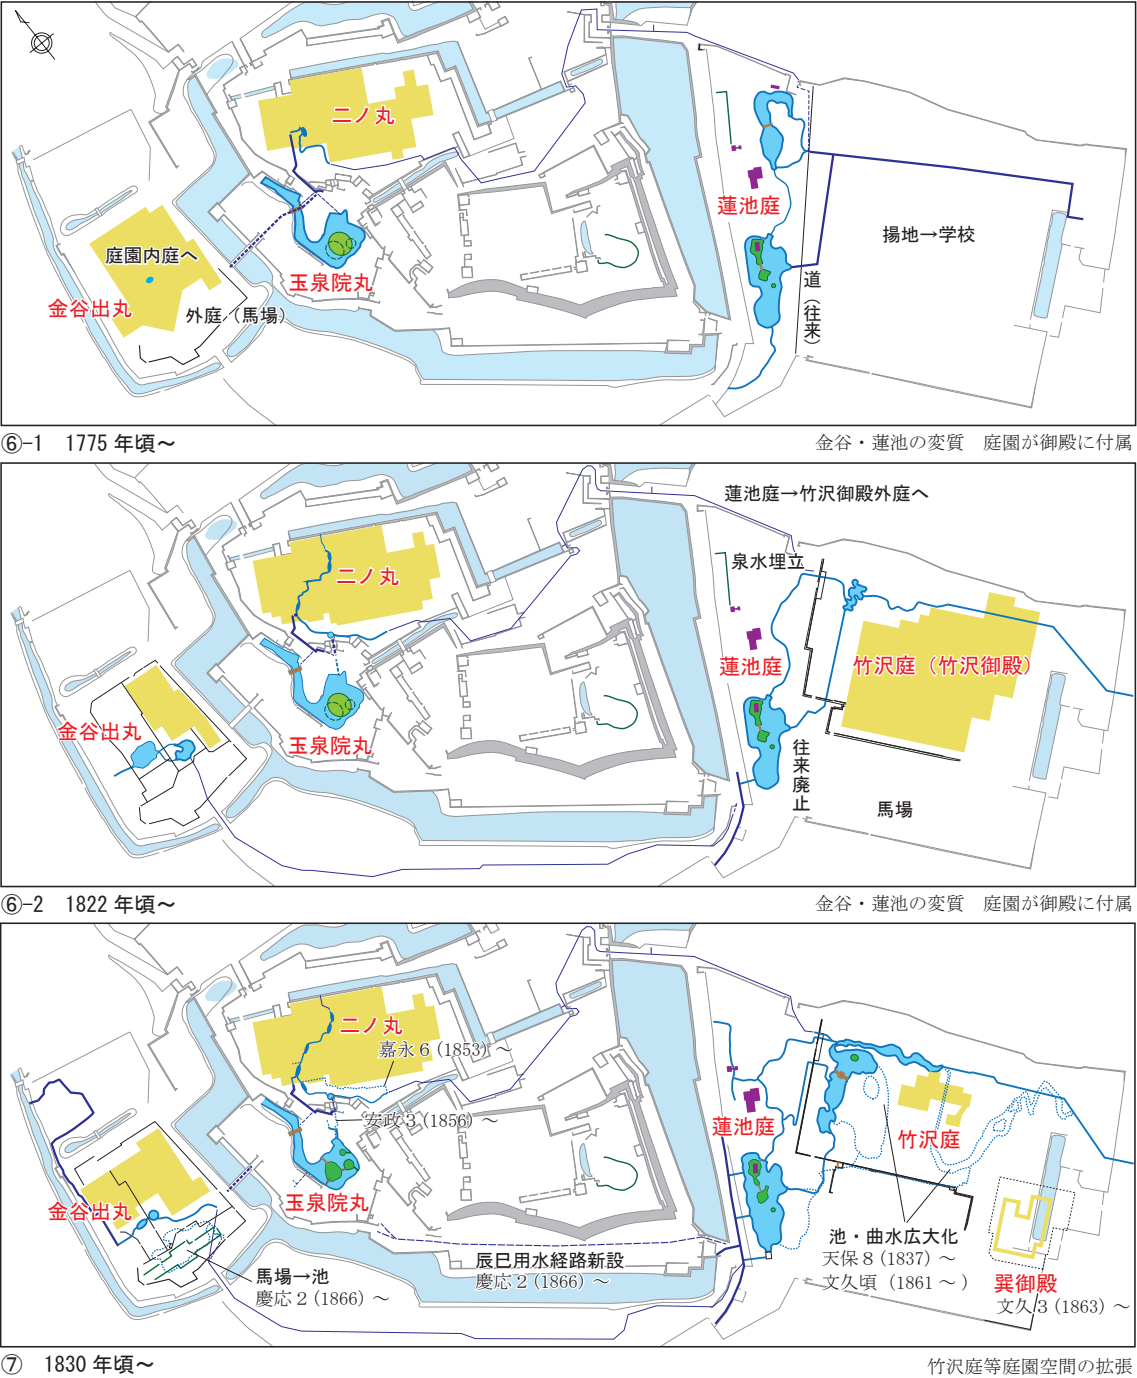 二ノ丸
蓮池庭
揚地→学校
庭園内庭へ
玉泉院丸
金谷出丸
外庭（馬場）
道（往来）
⑥-1 1775 年頃～
金谷・蓮池の変質 庭園が御殿に付属
蓮池庭→竹沢御殿外庭へ
泉水埋立
二ノ丸
蓮池庭
竹沢庭（竹沢御殿）
金谷出丸
玉泉院丸
往来廃止
馬場
⑥-2 1822 年頃～
金谷・蓮池の変質 庭園が御殿に付属
二ノ丸
嘉永６(1853) ～
安政３(1856) ～
蓮池庭
竹沢庭
玉泉院丸
金谷出丸
池・曲水広大化
天保８(1837) ～
文久頃 (1861 ～ )
辰巳用水経路新設
慶応２(1866) ～
馬場→池
慶応２(1866) ～
巽御殿
文久３(1863) ～
⑦ 1830 年頃～
竹沢庭等庭園空間の拡張